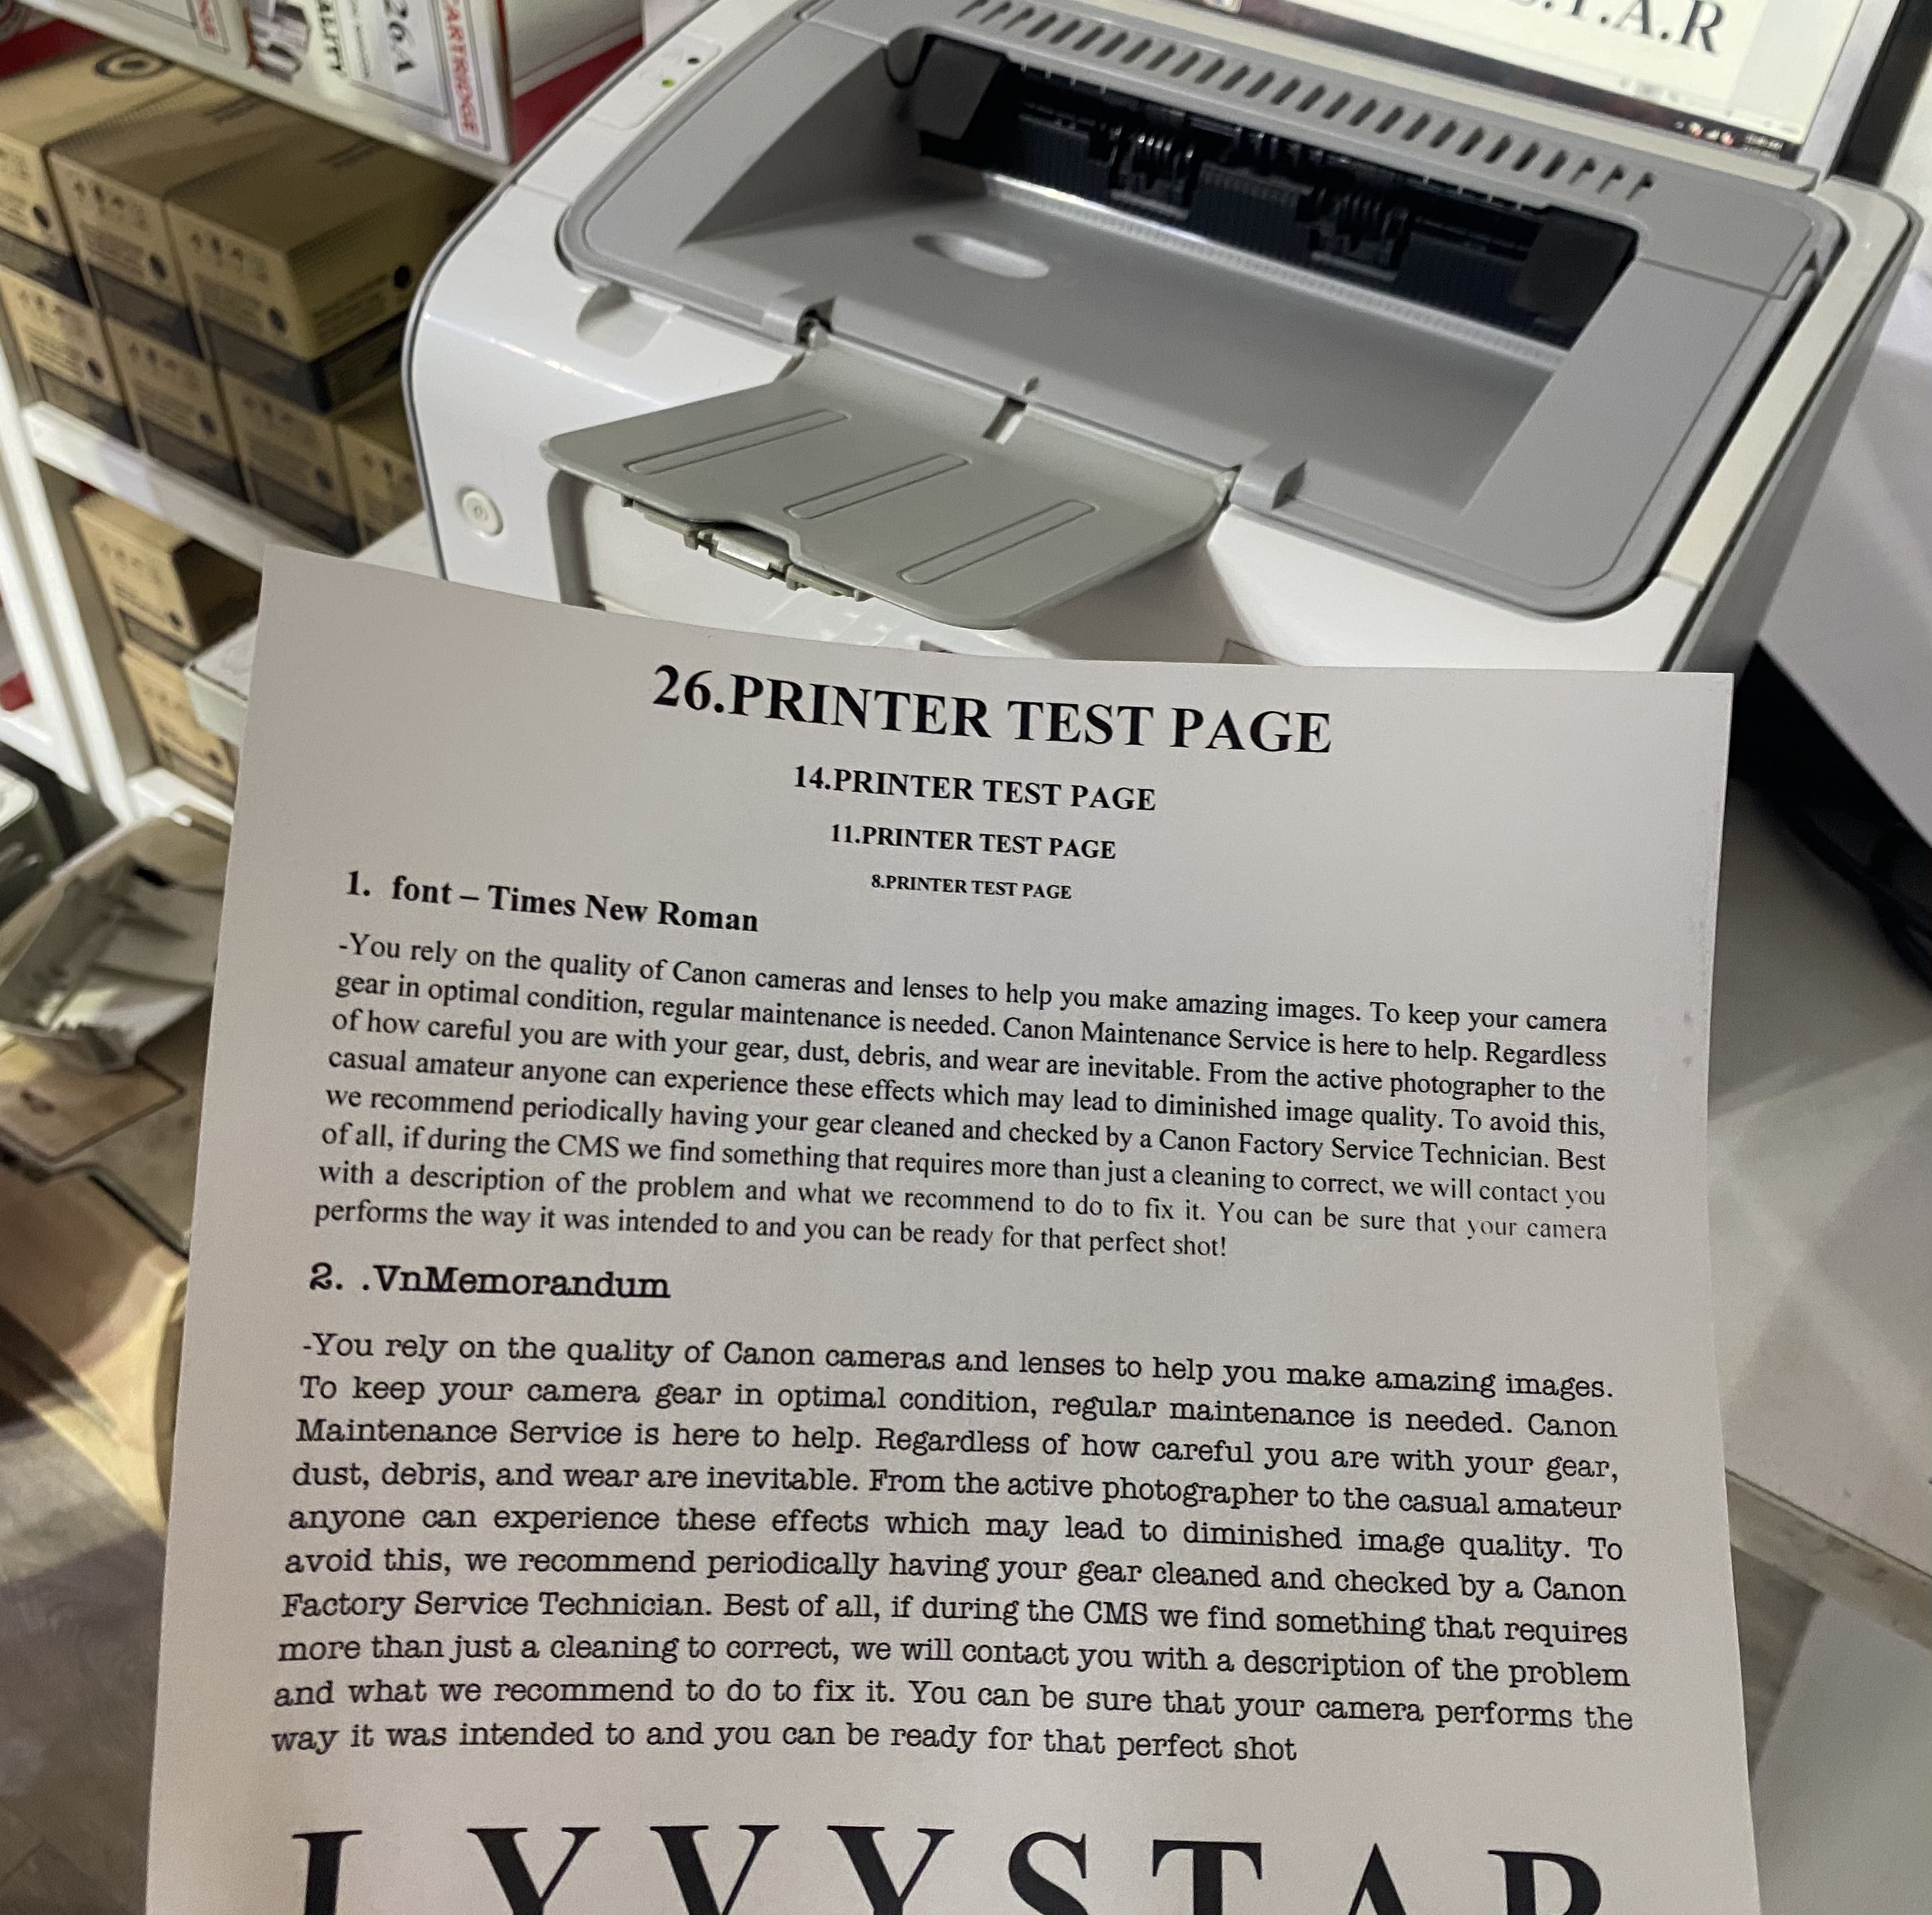 26A
CARTRIDGE
ALITY
.T.A.R
26.PRINTER TEST PAGE
14.PRINTER TEST PAGE
11.PRINTER TEST PAGE
8.PRINTER TEST PAGE
1. font – Times New Roman
-You rely on the quality of Canon cameras and lenses to help you make amazing images. To keep your camera
gear in optimal condition, regular maintenance is needed. Canon Maintenance Service is here to help. Regardless
of how careful you are with your gear, dust, debris, and wear are inevitable. From the active photographer to the
casual amateur anyone can experience these effects which may lead to diminished image quality. To avoid this,
we recommend periodically having your gear cleaned and checked by a Canon Factory Service Technician. Best
of all, if during the CMS we find something that requires more than just a cleaning to correct, we will contact you
with a description of the problem and what we recommend to do to fix it. You can be sure that your camera
performs the way it was intended to and you can be ready for that perfect shot!
2. .VnMemorandum
-You rely on the quality of Canon cameras and lenses to help you make amazing images.
To keep your camera gear in optimal condition, regular maintenance is needed. Canon
Maintenance Service is here to help. Regardless of how careful you are with your gear,
dust, debris, and wear are inevitable. From the active photographer to the casual amateur
anyone can experience these effects which may lead to diminished image quality. To
avoid this, we recommend periodically having your gear cleaned and checked by a Canon
Factory Service Technician. Best of all, if during the CMS we find something that requires
more than just a cleaning to correct, we will contact you with a description of the problem
and what we recommend to do to fix it. You can be sure that your camera performs the
way it was intended to and you can be ready for that perfect shot
LYVYSTAR